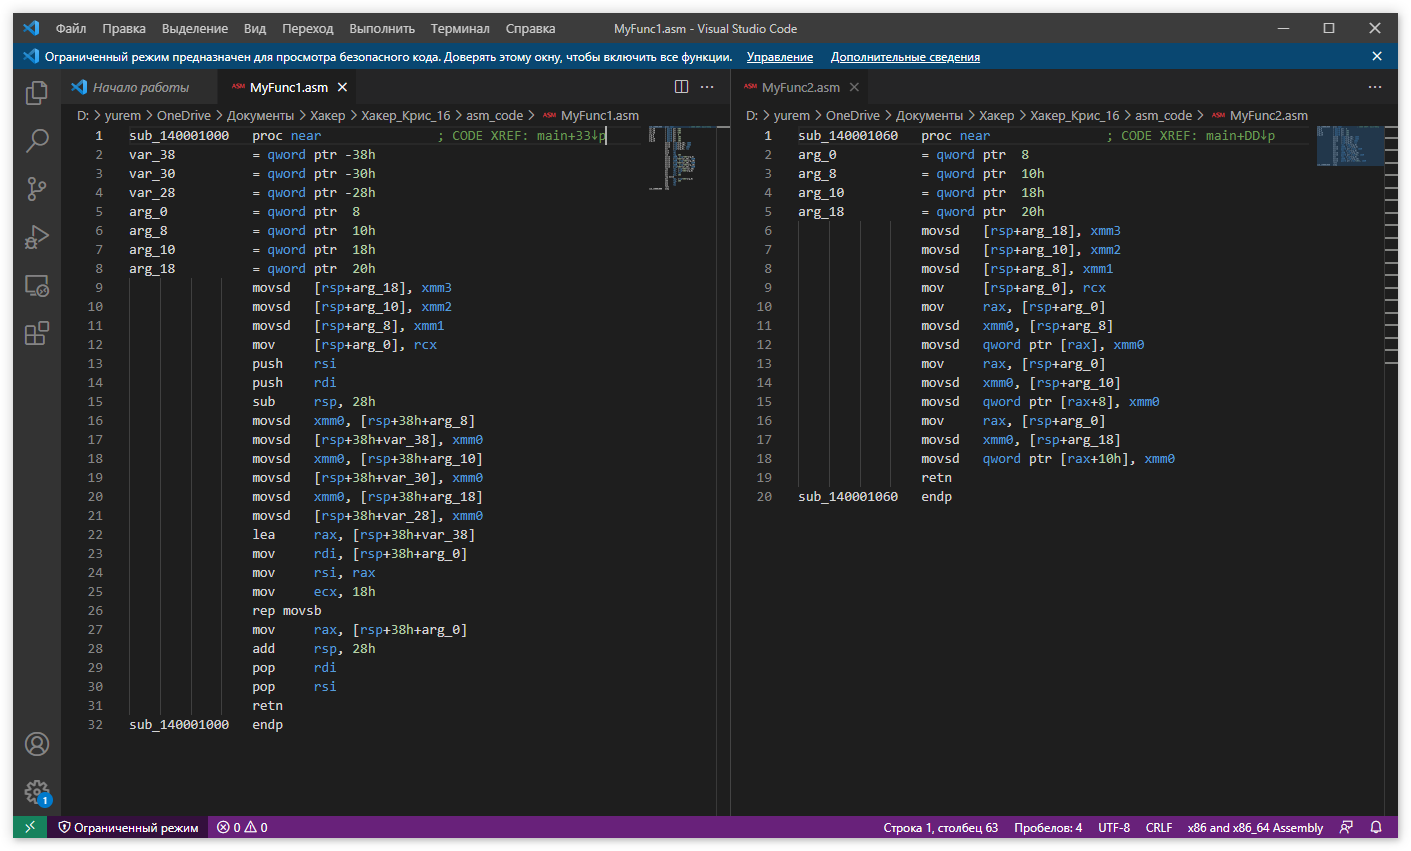 Файл Правка Выделение Вид Переход Выполнить Терминал Справка MyFunc1.asm - Visual Studio Code
Ограниченный режим предназначен для просмотра безопасного кода. Доверять этому окну, чтобы включить все функции. Управление Дополнительные сведения
Начало работы ASM MyFunc1.asm
D: > yurem > OneDrive > Документы > Хакер > Хакер_Крис_16 > asm_code > ASM MyFunc1.asm
1 sub_140001000 proc near ; CODE XREF: main+33↓p
2 var_38 = qword ptr -38h
3 var_30 = qword ptr -30h
4 var_28 = qword ptr -28h
5 arg_0 = qword ptr 8
6 arg_8 = qword ptr 10h
7 arg_10 = qword ptr 18h
8 arg_18 = qword ptr 20h
9 movsd [rsp+arg_18], xmm3
10 movsd [rsp+arg_10], xmm2
11 movsd [rsp+arg_8], xmm1
12 mov [rsp+arg_0], rcx
13 push rsi
14 push rdi
15 sub rsp, 28h
16 movsd xmm0, [rsp+38h+arg_8]
17 movsd [rsp+38h+var_38], xmm0
18 movsd xmm0, [rsp+38h+arg_10]
19 movsd [rsp+38h+var_30], xmm0
20 movsd xmm0, [rsp+38h+arg_18]
21 movsd [rsp+38h+var_28], xmm0
22 lea rax, [rsp+38h+var_38]
23 mov rdi, [rsp+38h+arg_0]
24 mov rsi, rax
25 mov ecx, 18h
26 rep movsb
27 mov rax, [rsp+38h+arg_0]
28 add rsp, 28h
29 pop rdi
30 pop rsi
31 retn
32 sub_140001000 endp
ASM MyFunc2.asm
D: > yurem > OneDrive > Документы > Хакер > Хакер_Крис_16 > asm_code > ASM MyFunc2.asm
1 sub_140001060 proc near ; CODE XREF: main+DD↓p
2 arg_0 = qword ptr 8
3 arg_8 = qword ptr 10h
4 arg_10 = qword ptr 18h
5 arg_18 = qword ptr 20h
6 movsd [rsp+arg_18], xmm3
7 movsd [rsp+arg_10], xmm2
8 movsd [rsp+arg_8], xmm1
9 mov [rsp+arg_0], rcx
10 mov rax, [rsp+arg_0]
11 movsd xmm0, [rsp+arg_8]
12 movsd qword ptr [rax], xmm0
13 mov rax, [rsp+arg_0]
14 movsd xmm0, [rsp+arg_10]
15 movsd qword ptr [rax+8], xmm0
16 mov rax, [rsp+arg_0]
17 movsd xmm0, [rsp+arg_18]
18 movsd qword ptr [rax+10h], xmm0
19 retn
20 sub_140001060 endp
1
Ограниченный режим 0 0 Строка 1, столбец 63 Пробелов: 4 UTF-8 CRLF x86 and x86_64 Assembly